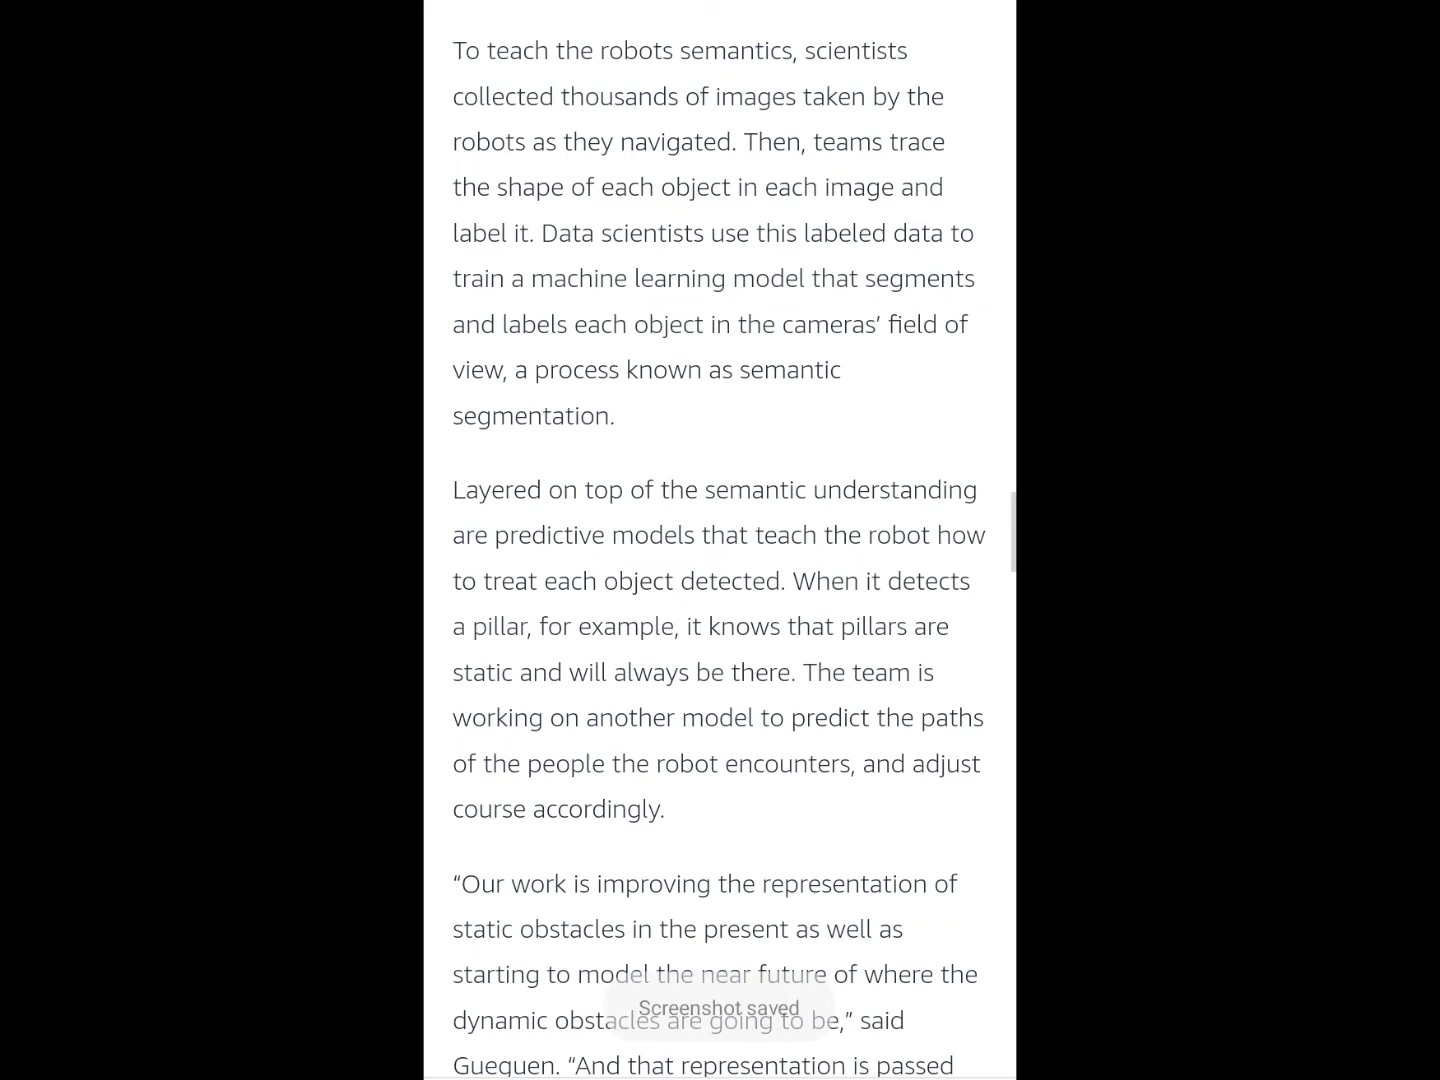 To teach the robots semantics, scientists
collected thousands of images taken by the
robots as they navigated. Then, teams trace
the shape of each object in each image and
label it. Data scientists use this labeled data to
train a machine learning model that segments
and labels each object in the cameras’ field of
view, a process known as semantic
segmentation.
Layered on top of the semantic understanding
are predictive models that teach the robot how
to treat each object detected. When it detects
a pillar, for example, it knows that pillars are
static and will always be there. The team is
working on another model to predict the paths
of the people the robot encounters, and adjust
course accordingly.
“Our work is improving the representation of
static obstacles in the present as well as
starting to model the near future of where the
Screenshot saved
dynamic obstacles are going to be,” said
Gueguen. “And that representation is passed